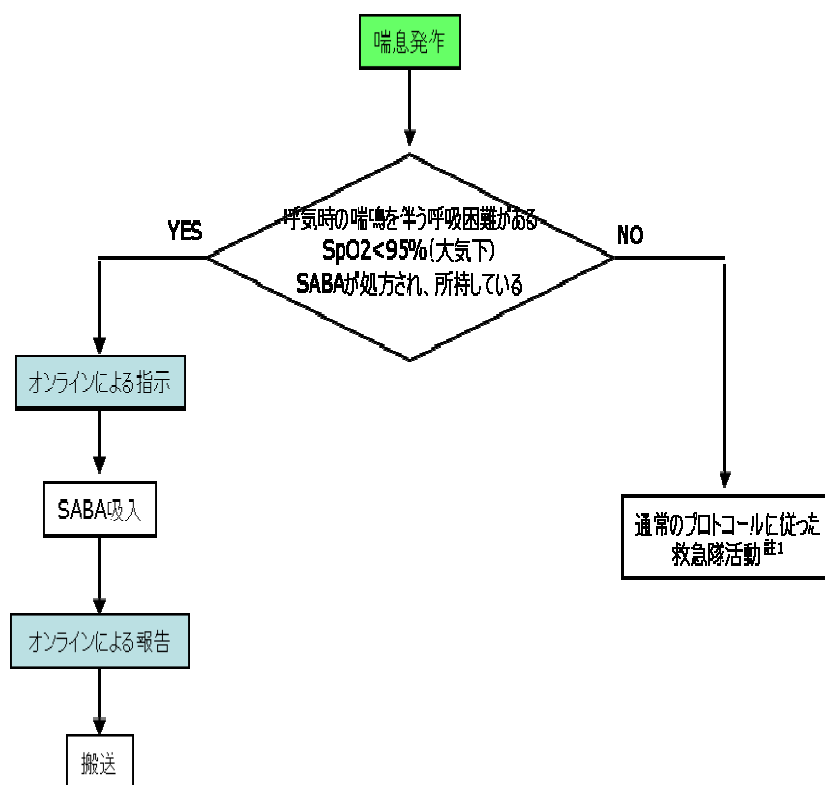 喘息発作
呼気時の喘鳴を伴う呼吸困難がある
SpO2<95%(大気下)
SABAが処方され、所持している
YES
NO
オンラインによる指示
SABA吸入
通常のプロトコールに従った
救急隊活動註1
オンラインによる報告
搬送